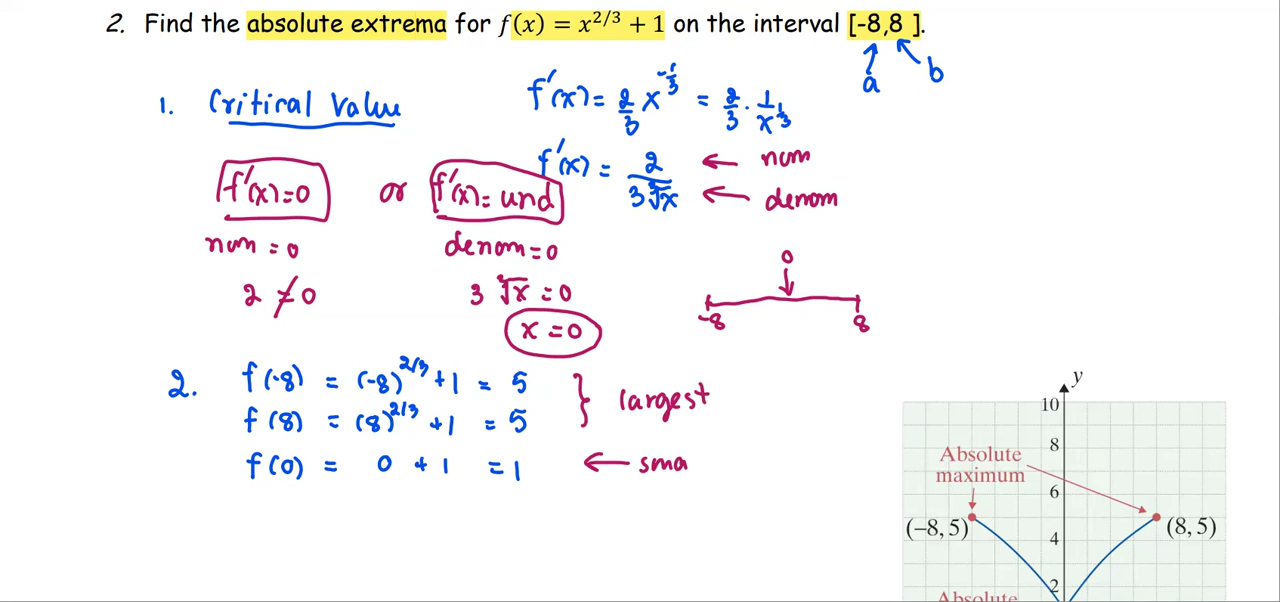 2. Find the absolute extrema for f(x) = x^{2/3} + 1 on the interval [-8,8 ].
a b
1. Critical Value
f'(x) = 2/3 x^{-1/3} = 2/3 · 1/x^{1/3}
f'(x) = 2/(3∛x) ← num
← denom
f'(x)=0 or f'(x)= und
num = 0 denom = 0
2 ≠ 0 3 ∛x = 0
x = 0
0
-8 8
2. f(-8) = (-8)^{2/3} + 1 = 5
f(8) = (8)^{2/3} + 1 = 5 } largest
f(0) = 0 + 1 = 1 ← sma
y
10
8
Absolute
maximum
6
(−8, 5) (8, 5)
4
2
Absolute